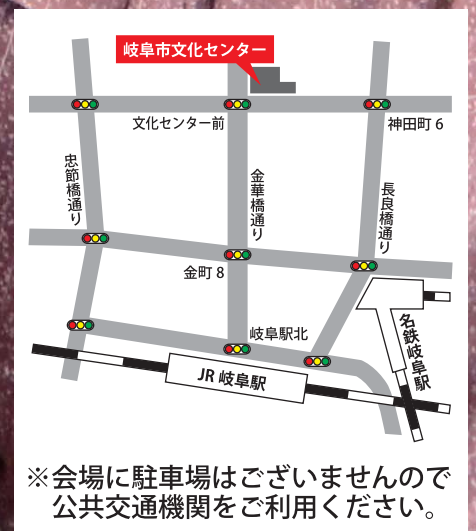 岐阜市文化センター
文化センター前
神田町 6
忠節橋通り
金華橋通り
長良橋通り
金町 8
岐阜駅北
名鉄岐阜駅
JR 岐阜駅
※会場に駐車場はございませんので
公共交通機関をご利用ください。